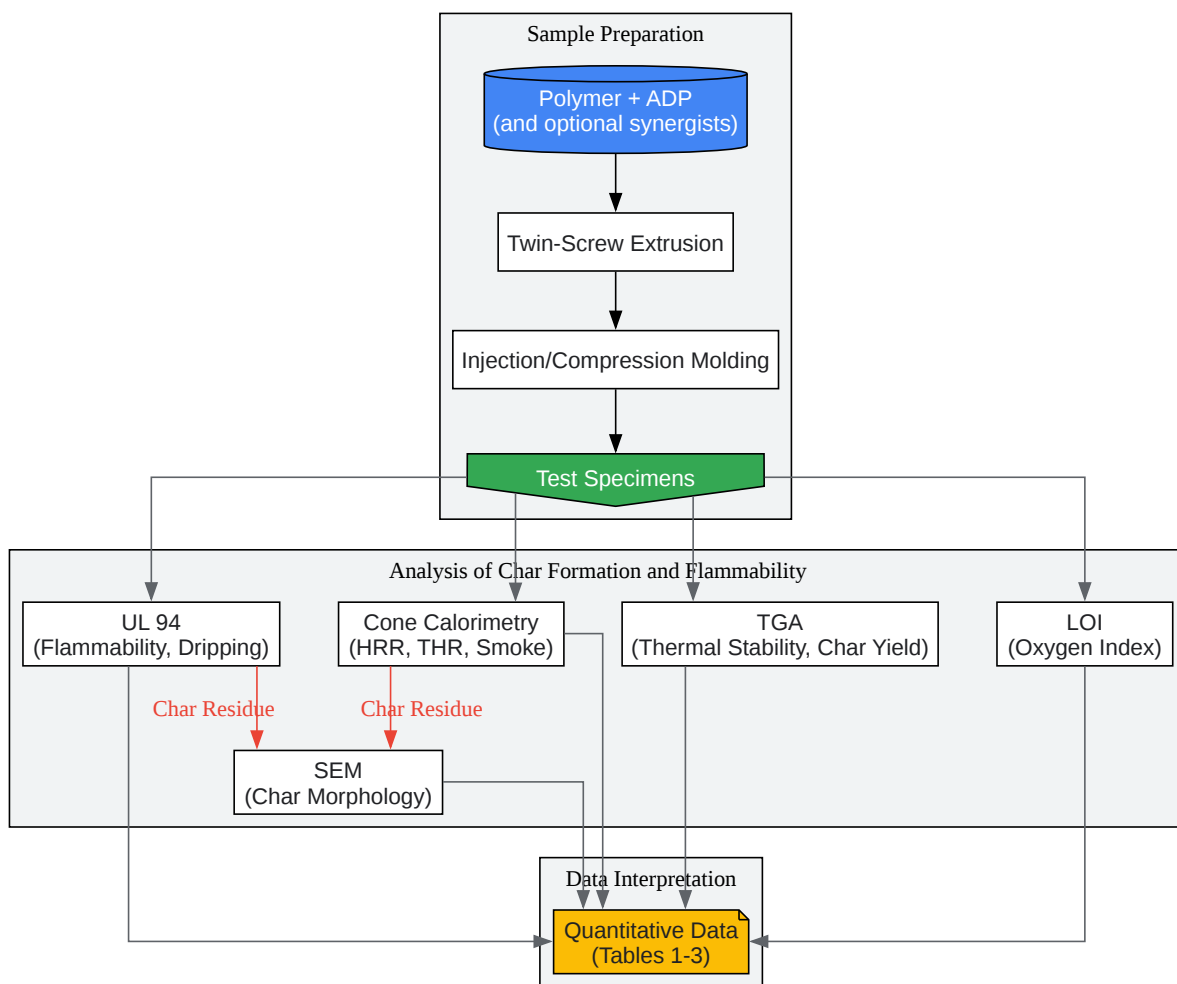 Sample Preparation
Polymer + ADP
(and optional synergists)
Twin-Screw Extrusion
Injection/Compression Molding
Test Specimens
Analysis of Char Formation and Flammability
UL 94
(Flammability, Dripping)
Cone Calorimetry
(HRR, THR, Smoke)
TGA
(Thermal Stability, Char Yield)
LOI
(Oxygen Index)
Char Residue
Char Residue
SEM
(Char Morphology)
Data Interpretation
Quantitative Data
(Tables 1-3)